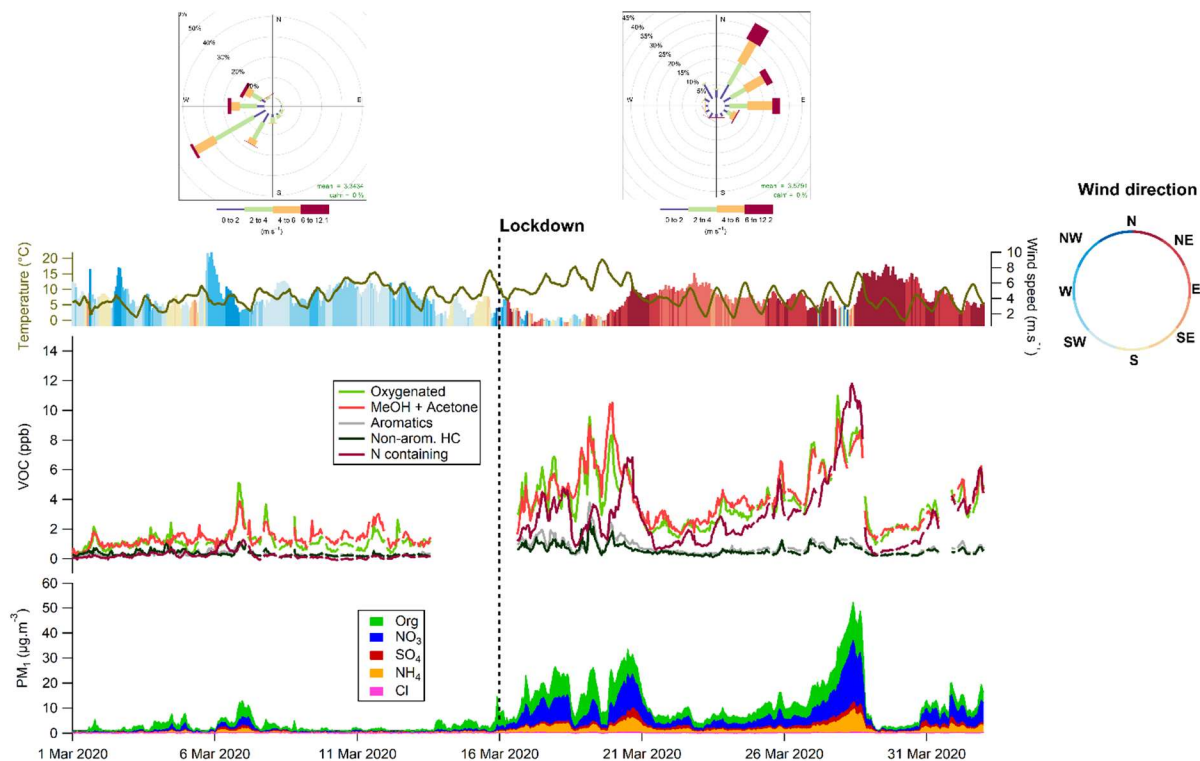 N
50%
40%
30%
20%
10%
W
E
S
mean = 3.3434
calm = 0 %
0 to 2
2 to 4
4 to 6
6 to 12.1
(m s⁻¹)
N
45%
40%
35%
30%
25%
20%
15%
10%
5%
W
E
S
mean = 3.5791
calm = 0 %
0 to 2
2 to 4
4 to 6
6 to 12.2
(m s⁻¹)
Lockdown
Temperature (°C)
20
15
10
5
0
10
8
6
4
2
Wind speed (m.s⁻¹)
Wind direction
N
NW
NE
W
E
SW
SE
S
VOC (ppb)
14
12
10
8
6
4
2
0
Oxygenated
MeOH + Acetone
Aromatics
Non-arom. HC
N containing
PM₁ (µg.m⁻³)
60
50
40
30
20
10
0
Org
NO₃
SO₄
NH₄
Cl
1 Mar 2020
6 Mar 2020
11 Mar 2020
16 Mar 2020
21 Mar 2020
26 Mar 2020
31 Mar 2020